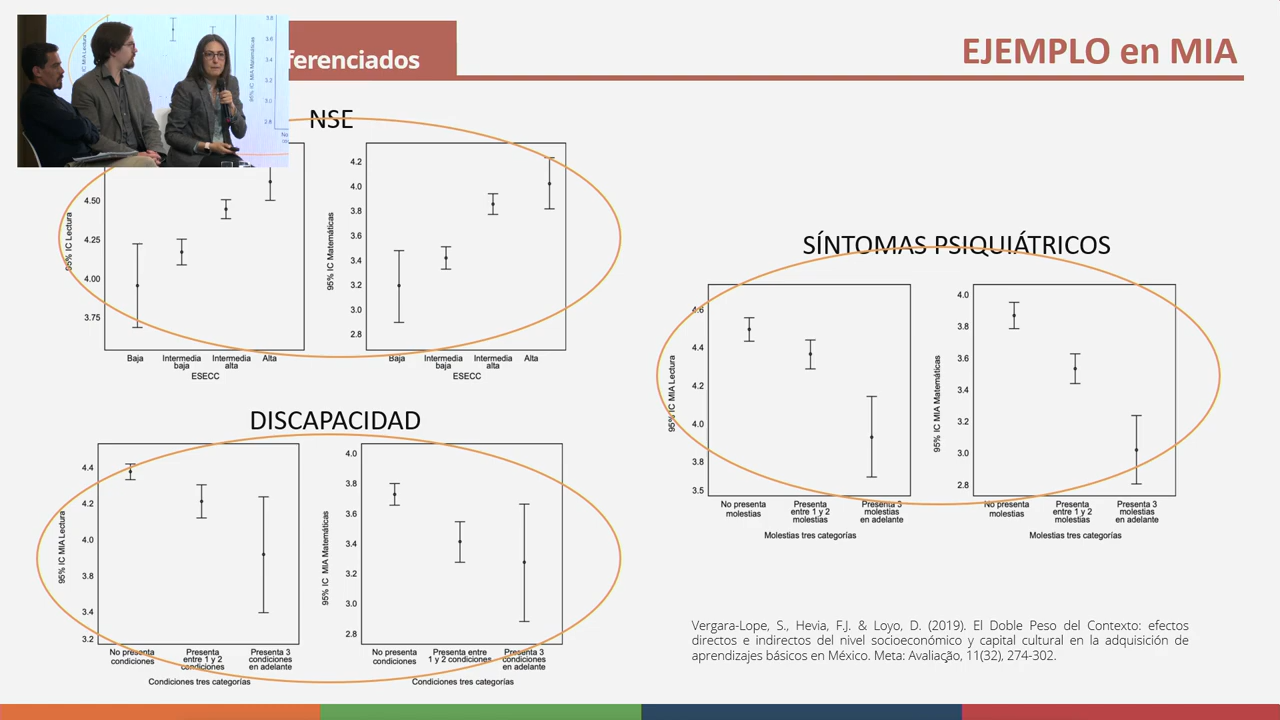 ferenciados
EJEMPLO en MIA
NSE
4.50
4.25
4.00
3.75
95% IC Lectura
Baja
Intermedia
baja
Intermedia
alta
Alta
ESECC
4.2
4.0
3.8
3.6
3.4
3.2
3.0
2.8
95% IC Matemáticas
Baja
Intermedia
baja
Intermedia
alta
Alta
ESECC
DISCAPACIDAD
4.4
4.2
4.0
3.8
3.4
3.2
95% IC MIA Lectura
No presenta
condiciones
Presenta
entre 1 y 2
condiciones
Presenta 3
condiciones
en adelante
Condiciones tres categorías
4.0
3.8
3.6
3.4
3.2
3.0
2.8
95% IC MIA Matemáticas
No presenta
condiciones
Presenta entre
1 y 2 condiciones
Presenta 3
condiciones
en adelante
Condiciones tres categorías
SÍNTOMAS PSIQUIÁTRICOS
4.6
4.4
4.2
4.0
3.8
3.5
95% IC MIA Lectura
No presenta
molestias
Presenta
entre 1 y 2
molestias
Presenta 3
molestias
en adelante
Molestias tres categorías
4.0
3.8
3.6
3.4
3.2
3.0
2.8
95% IC MIA Matemáticas
No presenta
molestias
Presenta
entre 1 y 2
molestias
Presenta 3
molestias
en adelante
Molestias tres categorías
Vergara-Lope, S., Hevia, F.J. & Loyo, D. (2019). El Doble Peso del Contexto: efectos
directos e indirectos del nivel socioeconómico y capital cultural en la adquisición de
aprendizajes básicos en México. Meta: Avaliação, 11(32), 274-302.